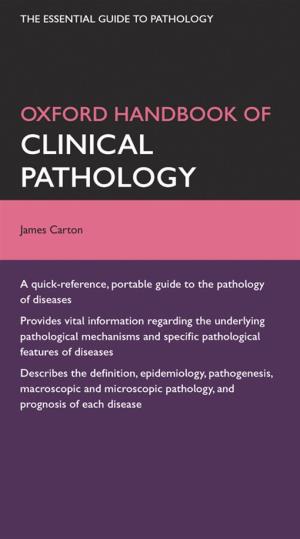 THE ESSENTIAL GUIDE TO PATHOLOGY
OXFORD HANDBOOK OF
CLINICAL
PATHOLOGY
James Carton
A quick-reference, portable guide to the pathology
of diseases
Provides vital information regarding the underlying
pathological mechanisms and specific pathological
features of diseases
Describes the definition, epidemiology, pathogenesis,
macroscopic and microscopic pathology, and
prognosis of each disease